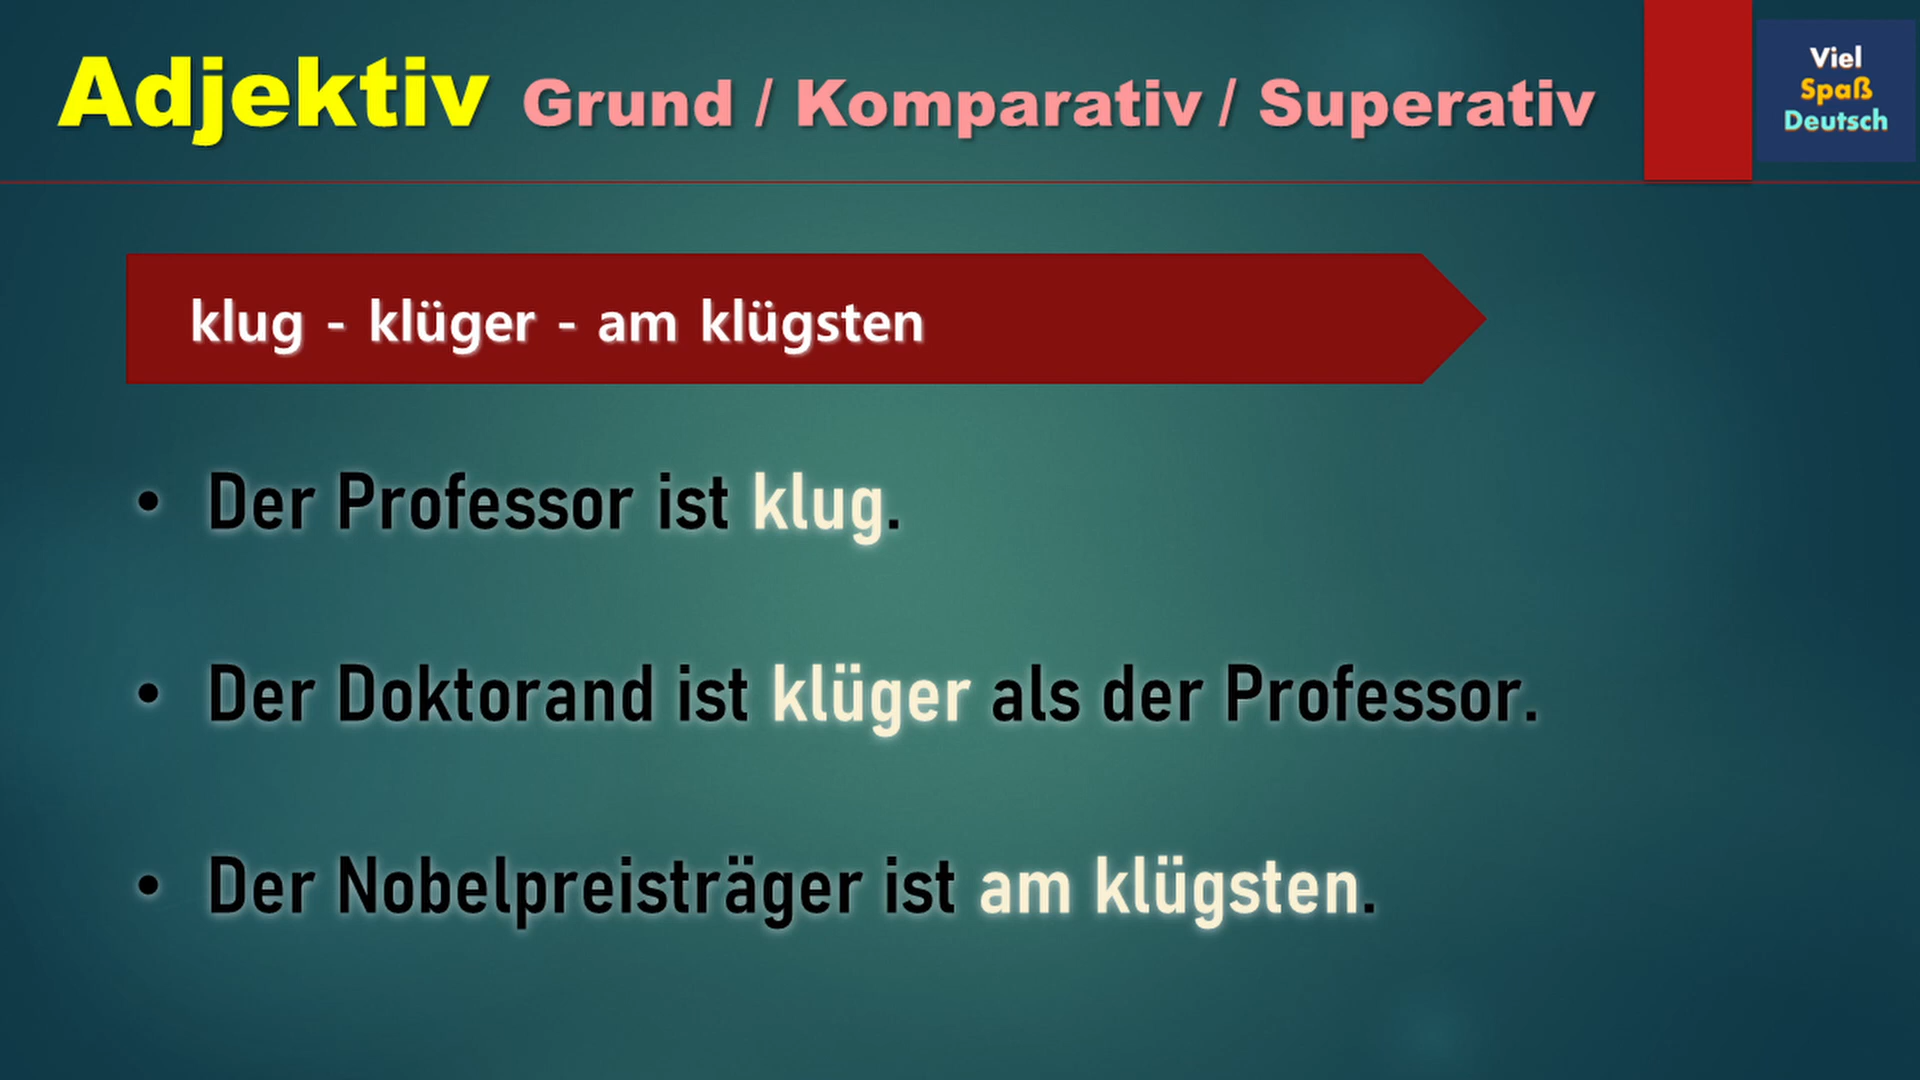 Adjektiv Grund / Komparativ / Superativ
Viel
Spaß
Deutsch
klug - klüger - am klügsten
• Der Professor ist klug.
• Der Doktorand ist klüger als der Professor.
• Der Nobelpreisträger ist am klügsten.